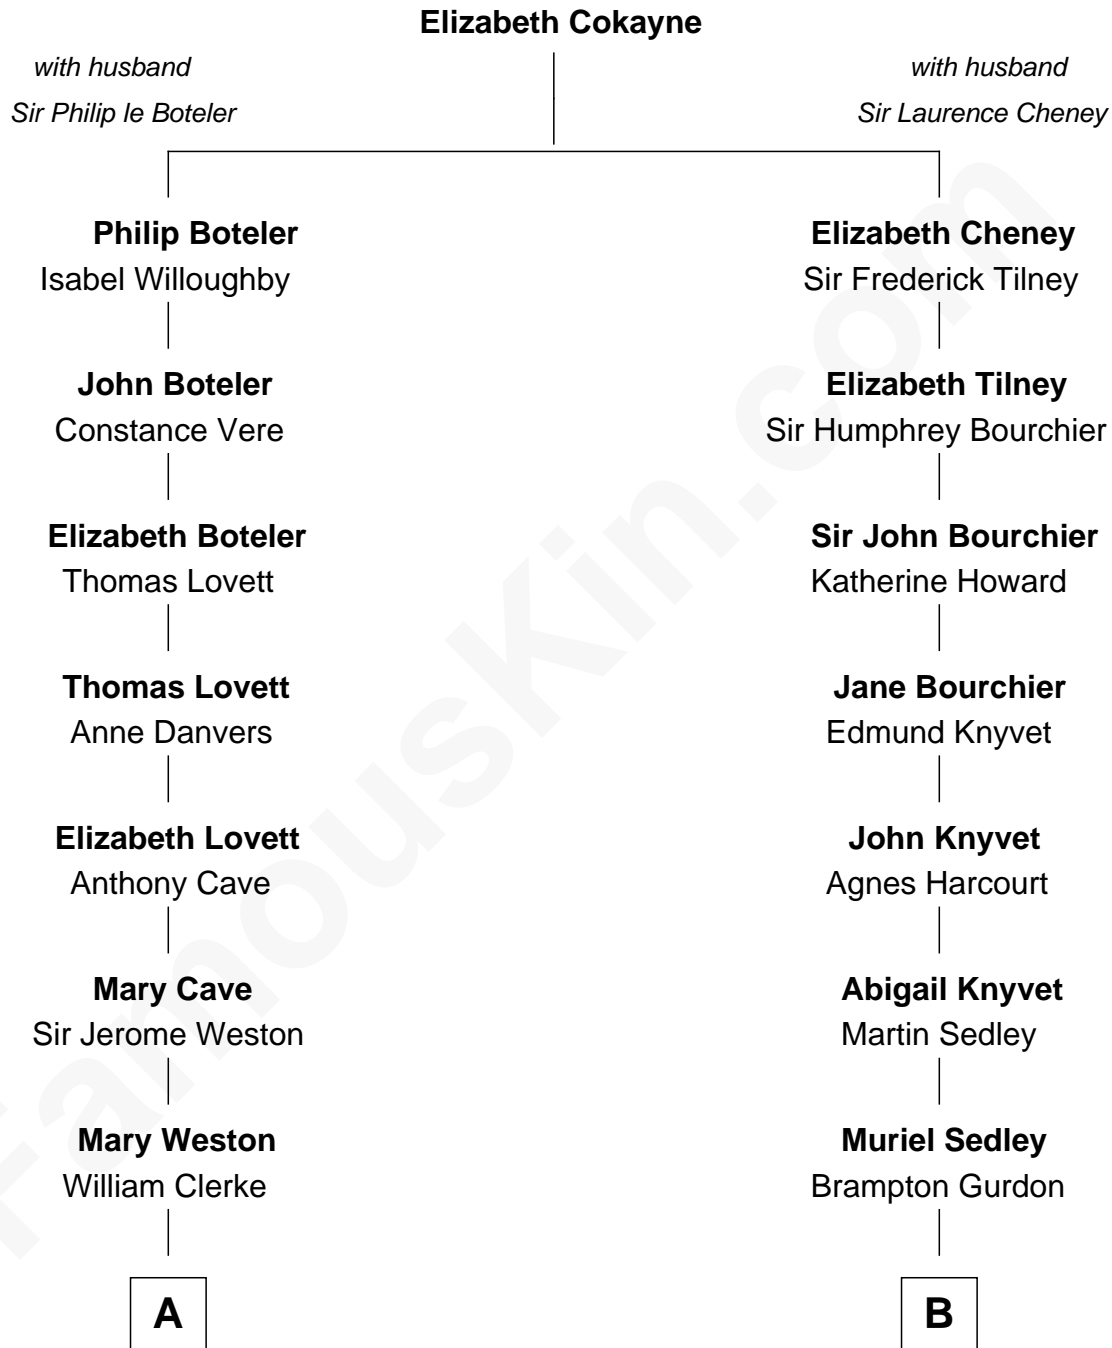 Elizabeth Cokayne
with husband
Sir Philip le Boteler
with husband
Sir Laurence Cheney
Philip Boteler
Isabel Willoughby
Elizabeth Cheney
Sir Frederick Tilney
John Boteler
Constance Vere
Elizabeth Tilney
Sir Humphrey Bourchier
Elizabeth Boteler
Thomas Lovett
Sir John Bourchier
Katherine Howard
Thomas Lovett
Anne Danvers
Jane Bourchier
Edmund Knyvet
Elizabeth Lovett
Anthony Cave
John Knyvet
Agnes Harcourt
Mary Cave
Sir Jerome Weston
Abigail Knyvet
Martin Sedley
Mary Weston
William Clerke
Muriel Sedley
Brampton Gurdon
A
B
FamousKin.com